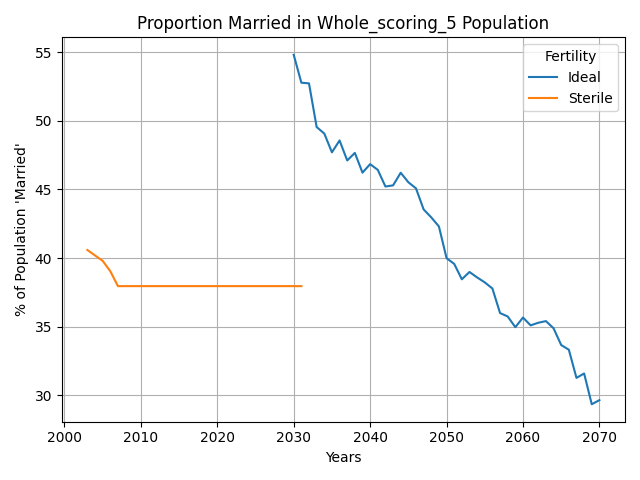 Proportion Married in Whole_scoring_5 Population
% of Population 'Married'
55
50
45
40
35
30
Fertility
Ideal
Sterile
2000 2010 2020 2030 2040 2050 2060 2070
Years